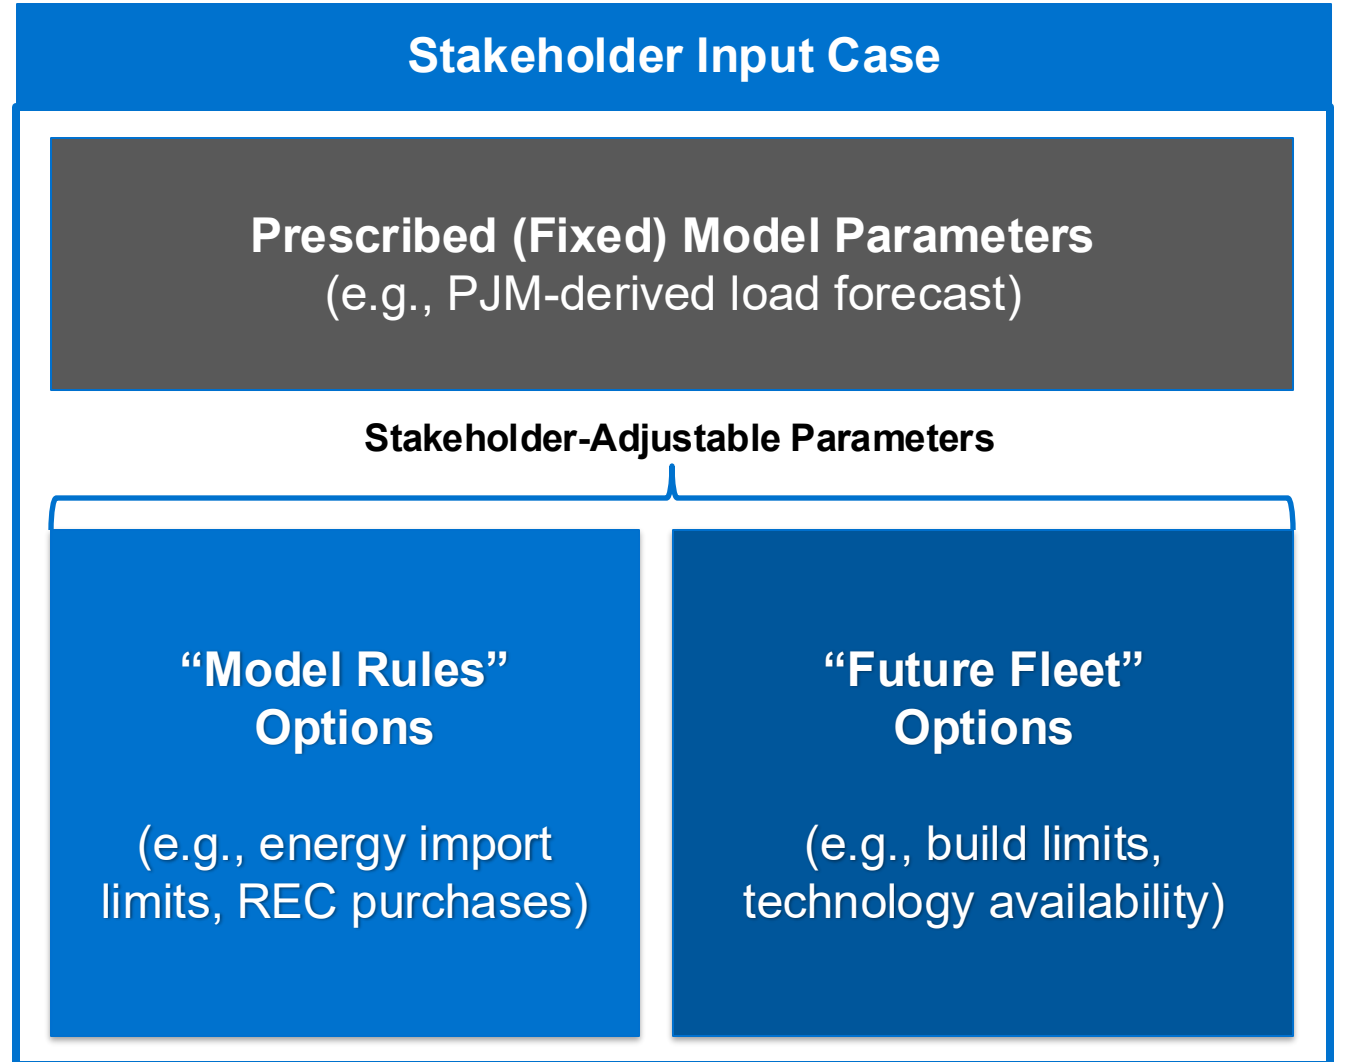 Stakeholder Input Case
Prescribed (Fixed) Model Parameters
(e.g., PJM-derived load forecast)
Stakeholder-Adjustable Parameters
“Model Rules”
Options
(e.g., energy import
limits, REC purchases)
“Future Fleet”
Options
(e.g., build limits,
technology availability)